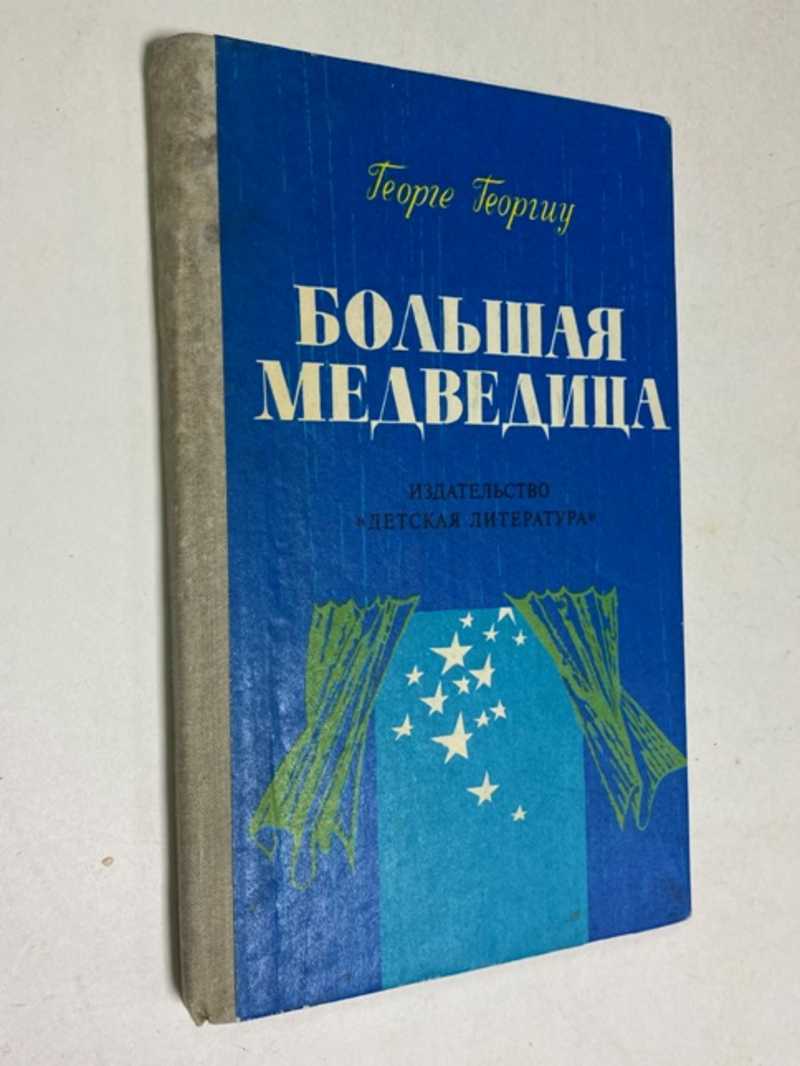 Георге Георгиу
БОЛЬШАЯ
МЕДВЕДИЦА
ИЗДАТЕЛЬСТВО
«ДЕТСКАЯ ЛИТЕРАТУРА»